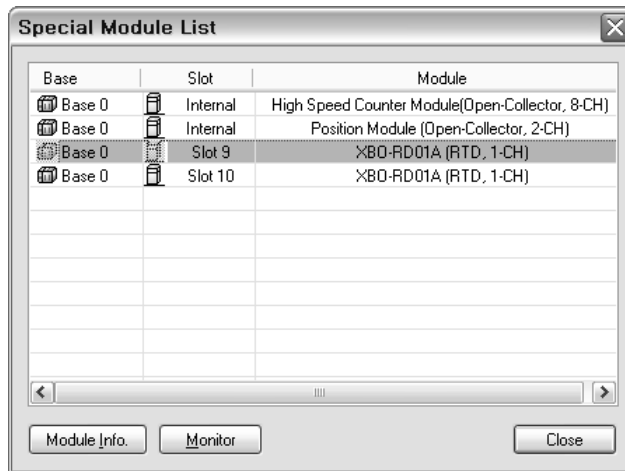 Special Module List
Base Slot Module
Base 0 Internal High Speed Counter Module(Open-Collector, 8-CH)
Base 0 Internal Position Module (Open-Collector, 2-CH)
Base 0 Slot 9 XBO-RD01A (RTD, 1-CH)
Base 0 Slot 10 XBO-RD01A (RTD, 1-CH)
Module Info. Monitor Close